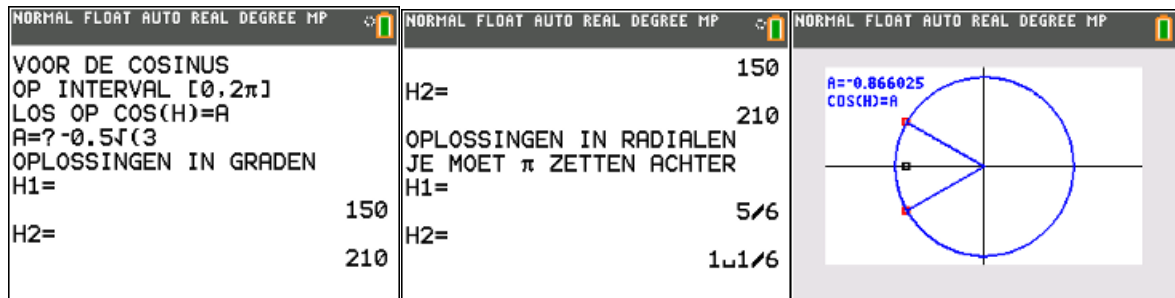 NORMAL FLOAT AUTO REAL DEGREE MP
VOOR DE COSINUS
OP INTERVAL [0,2π]
LOS OP COS(H)=A
A=?⁻0.5√(3
OPLOSSINGEN IN GRADEN
H1=
150
H2=
210
NORMAL FLOAT AUTO REAL DEGREE MP
150
H2=
210
OPLOSSINGEN IN RADIALEN
JE MOET π ZETTEN ACHTER
H1=
5/6
H2=
1⌴1/6
NORMAL FLOAT AUTO REAL DEGREE MP
A=⁻0.866025
COS(H)=A